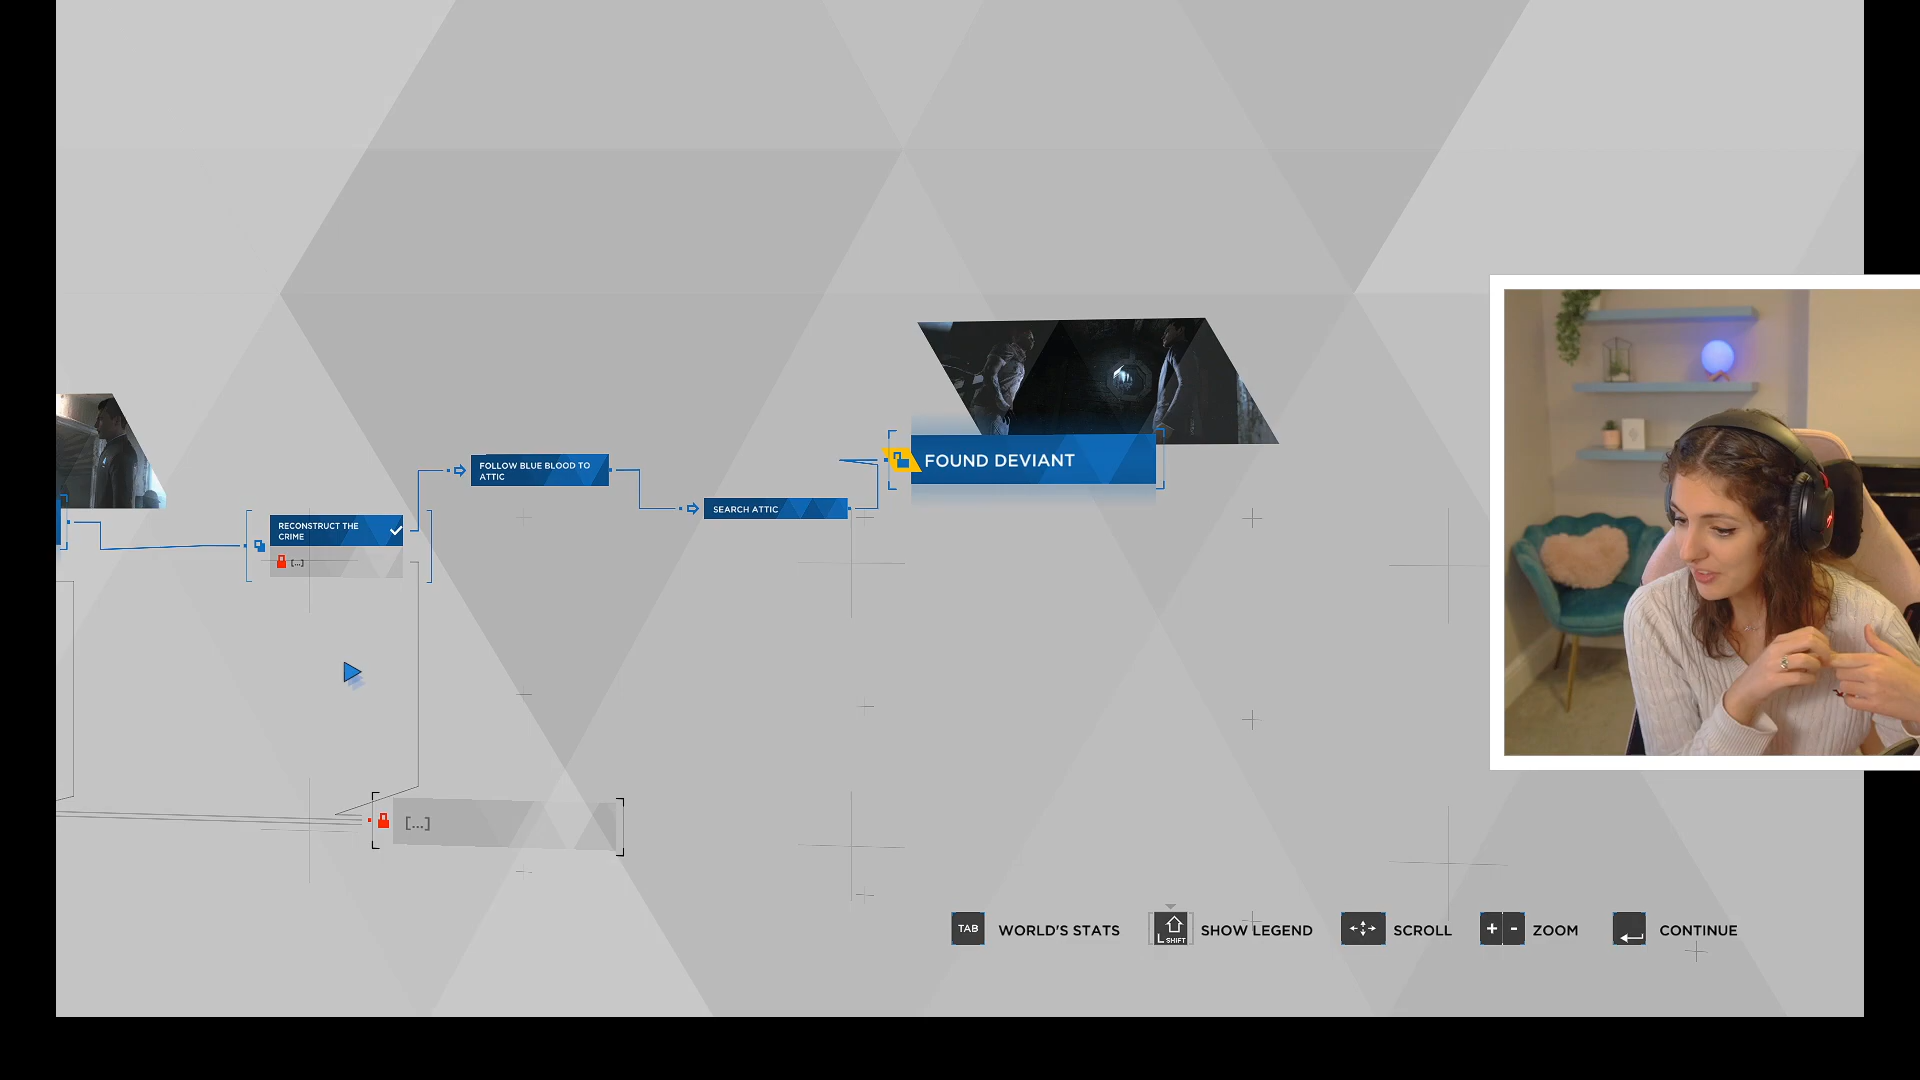 FOLLOW BLUE BLOOD TO
ATTIC
FOUND DEVIANT
SEARCH ATTIC
RECONSTRUCT THE
CRIME
[...]
[...]
TAB WORLD'S STATS
L SHIFT SHOW LEGEND
SCROLL
+ - ZOOM
CONTINUE